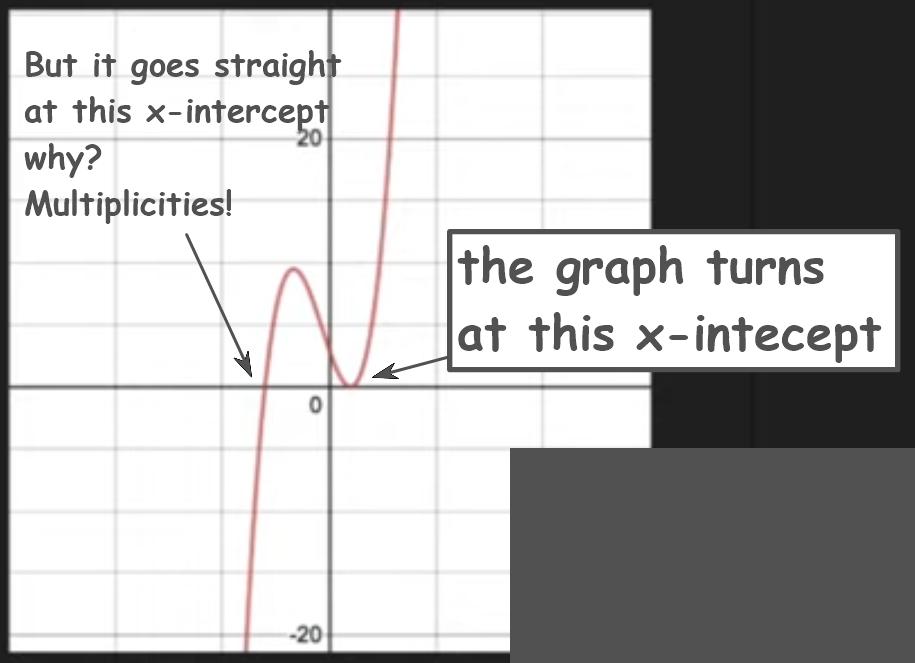 But it goes straight
at this x-intercept
why?
Multiplicities!
20
the graph turns
at this x-intecept
0
-20